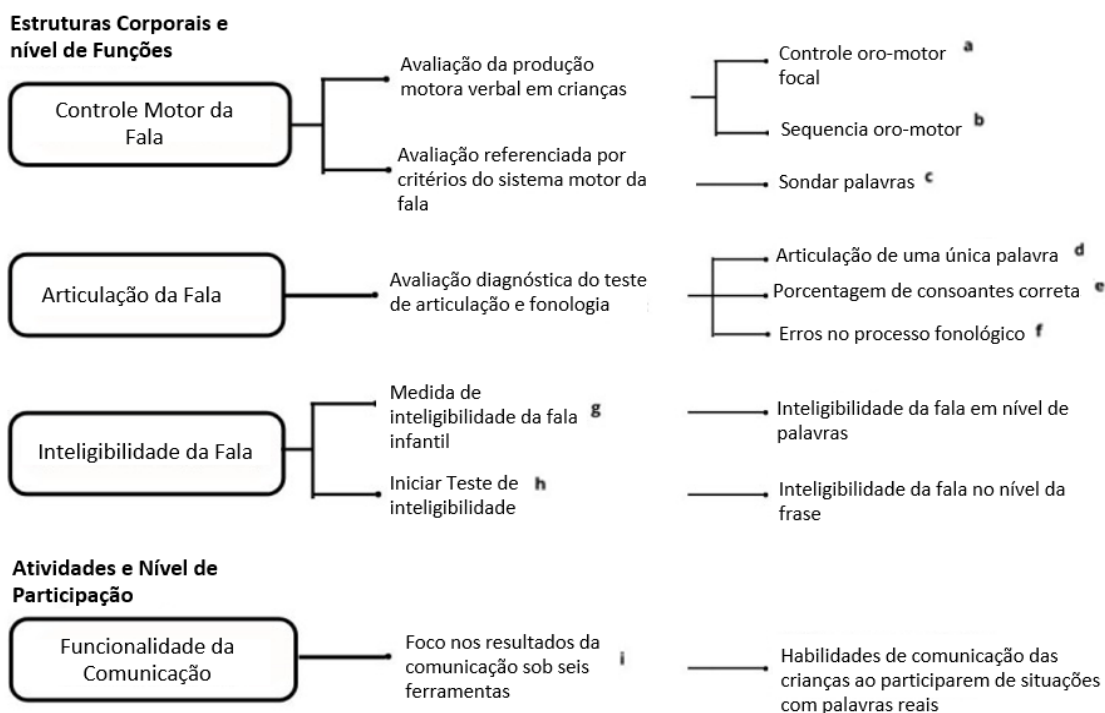 Estruturas Corporais e
nível de Funções
Controle Motor da
Fala
Avaliação da produção
motora verbal em crianças
Avaliação referenciada por
critérios do sistema motor da
fala
Controle oro-motor a
focal
Sequencia oro-motor b
Sondar palavras c
Articulação da Fala
Avaliação diagnóstica do teste
de articulação e fonologia
Articulação de uma única palavra d
Porcentagem de consoantes correta e
Erros no processo fonológico f
Inteligibilidade da Fala
Medida de
inteligibilidade da fala g
infantil
Iniciar Teste de h
inteligibilidade
Inteligibilidade da fala em nível de
palavras
Inteligibilidade da fala no nível da
frase
Atividades e Nível de
Participação
Funcionalidade da
Comunicação
Foco nos resultados da
comunicação sob seis i
ferramentas
Habilidades de comunicação das
crianças ao participarem de situações
com palavras reais